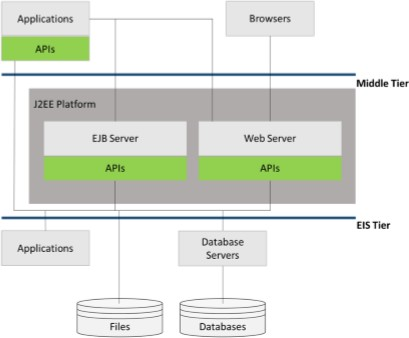 Applications
Browsers
APIs
Middle Tier
J2EE Platform
EJB Server
Web Server
APIs
APIs
EIS Tier
Applications
Database
Servers
Files
Databases